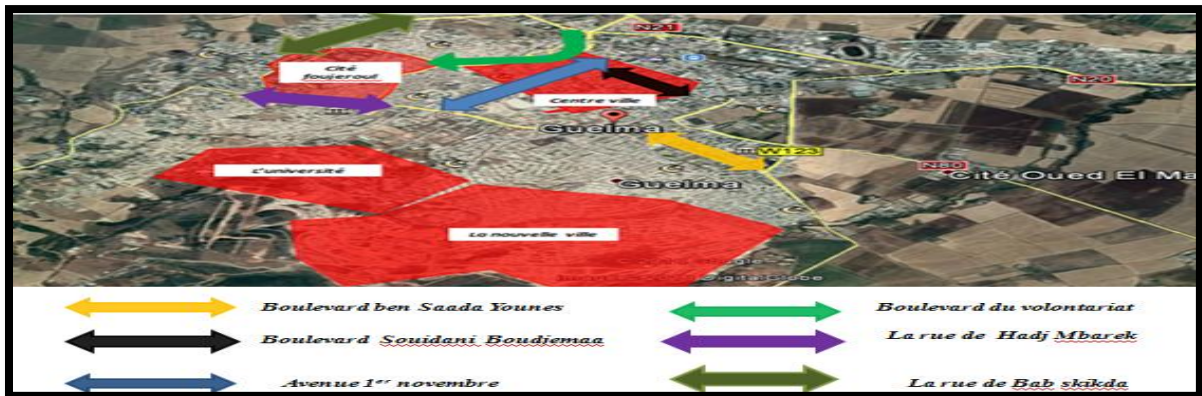 N21
Cité
foujeroul
N20
Centre ville
Guelma
W123
N80
Cité Oued El Ma
L'université
Guelma
La nouvelle ville
Boulevard ben Saada Younes
Boulevard du volontariat
Boulevard Souidani Boudjemaa
La rue de Hadj Mbarek
Avenue 1er novembre
La rue de Bab skikda